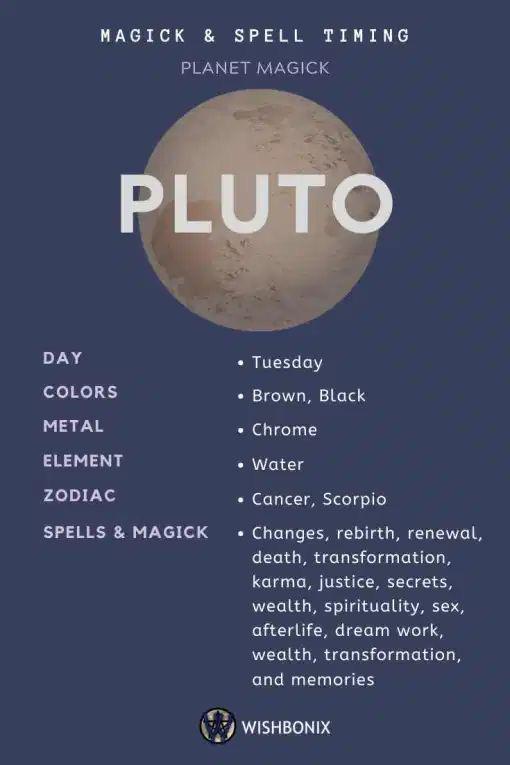 MAGICK & SPELL TIMING
PLANET MAGICK
PLUTO
DAY
• Tuesday
COLORS
• Brown, Black
METAL
• Chrome
ELEMENT
• Water
ZODIAC
• Cancer, Scorpio
SPELLS & MAGICK
• Changes, rebirth, renewal,
death, transformation,
karma, justice, secrets,
wealth, spirituality, sex,
afterlife, dream work,
wealth, transformation,
and memories
WISHBONIX